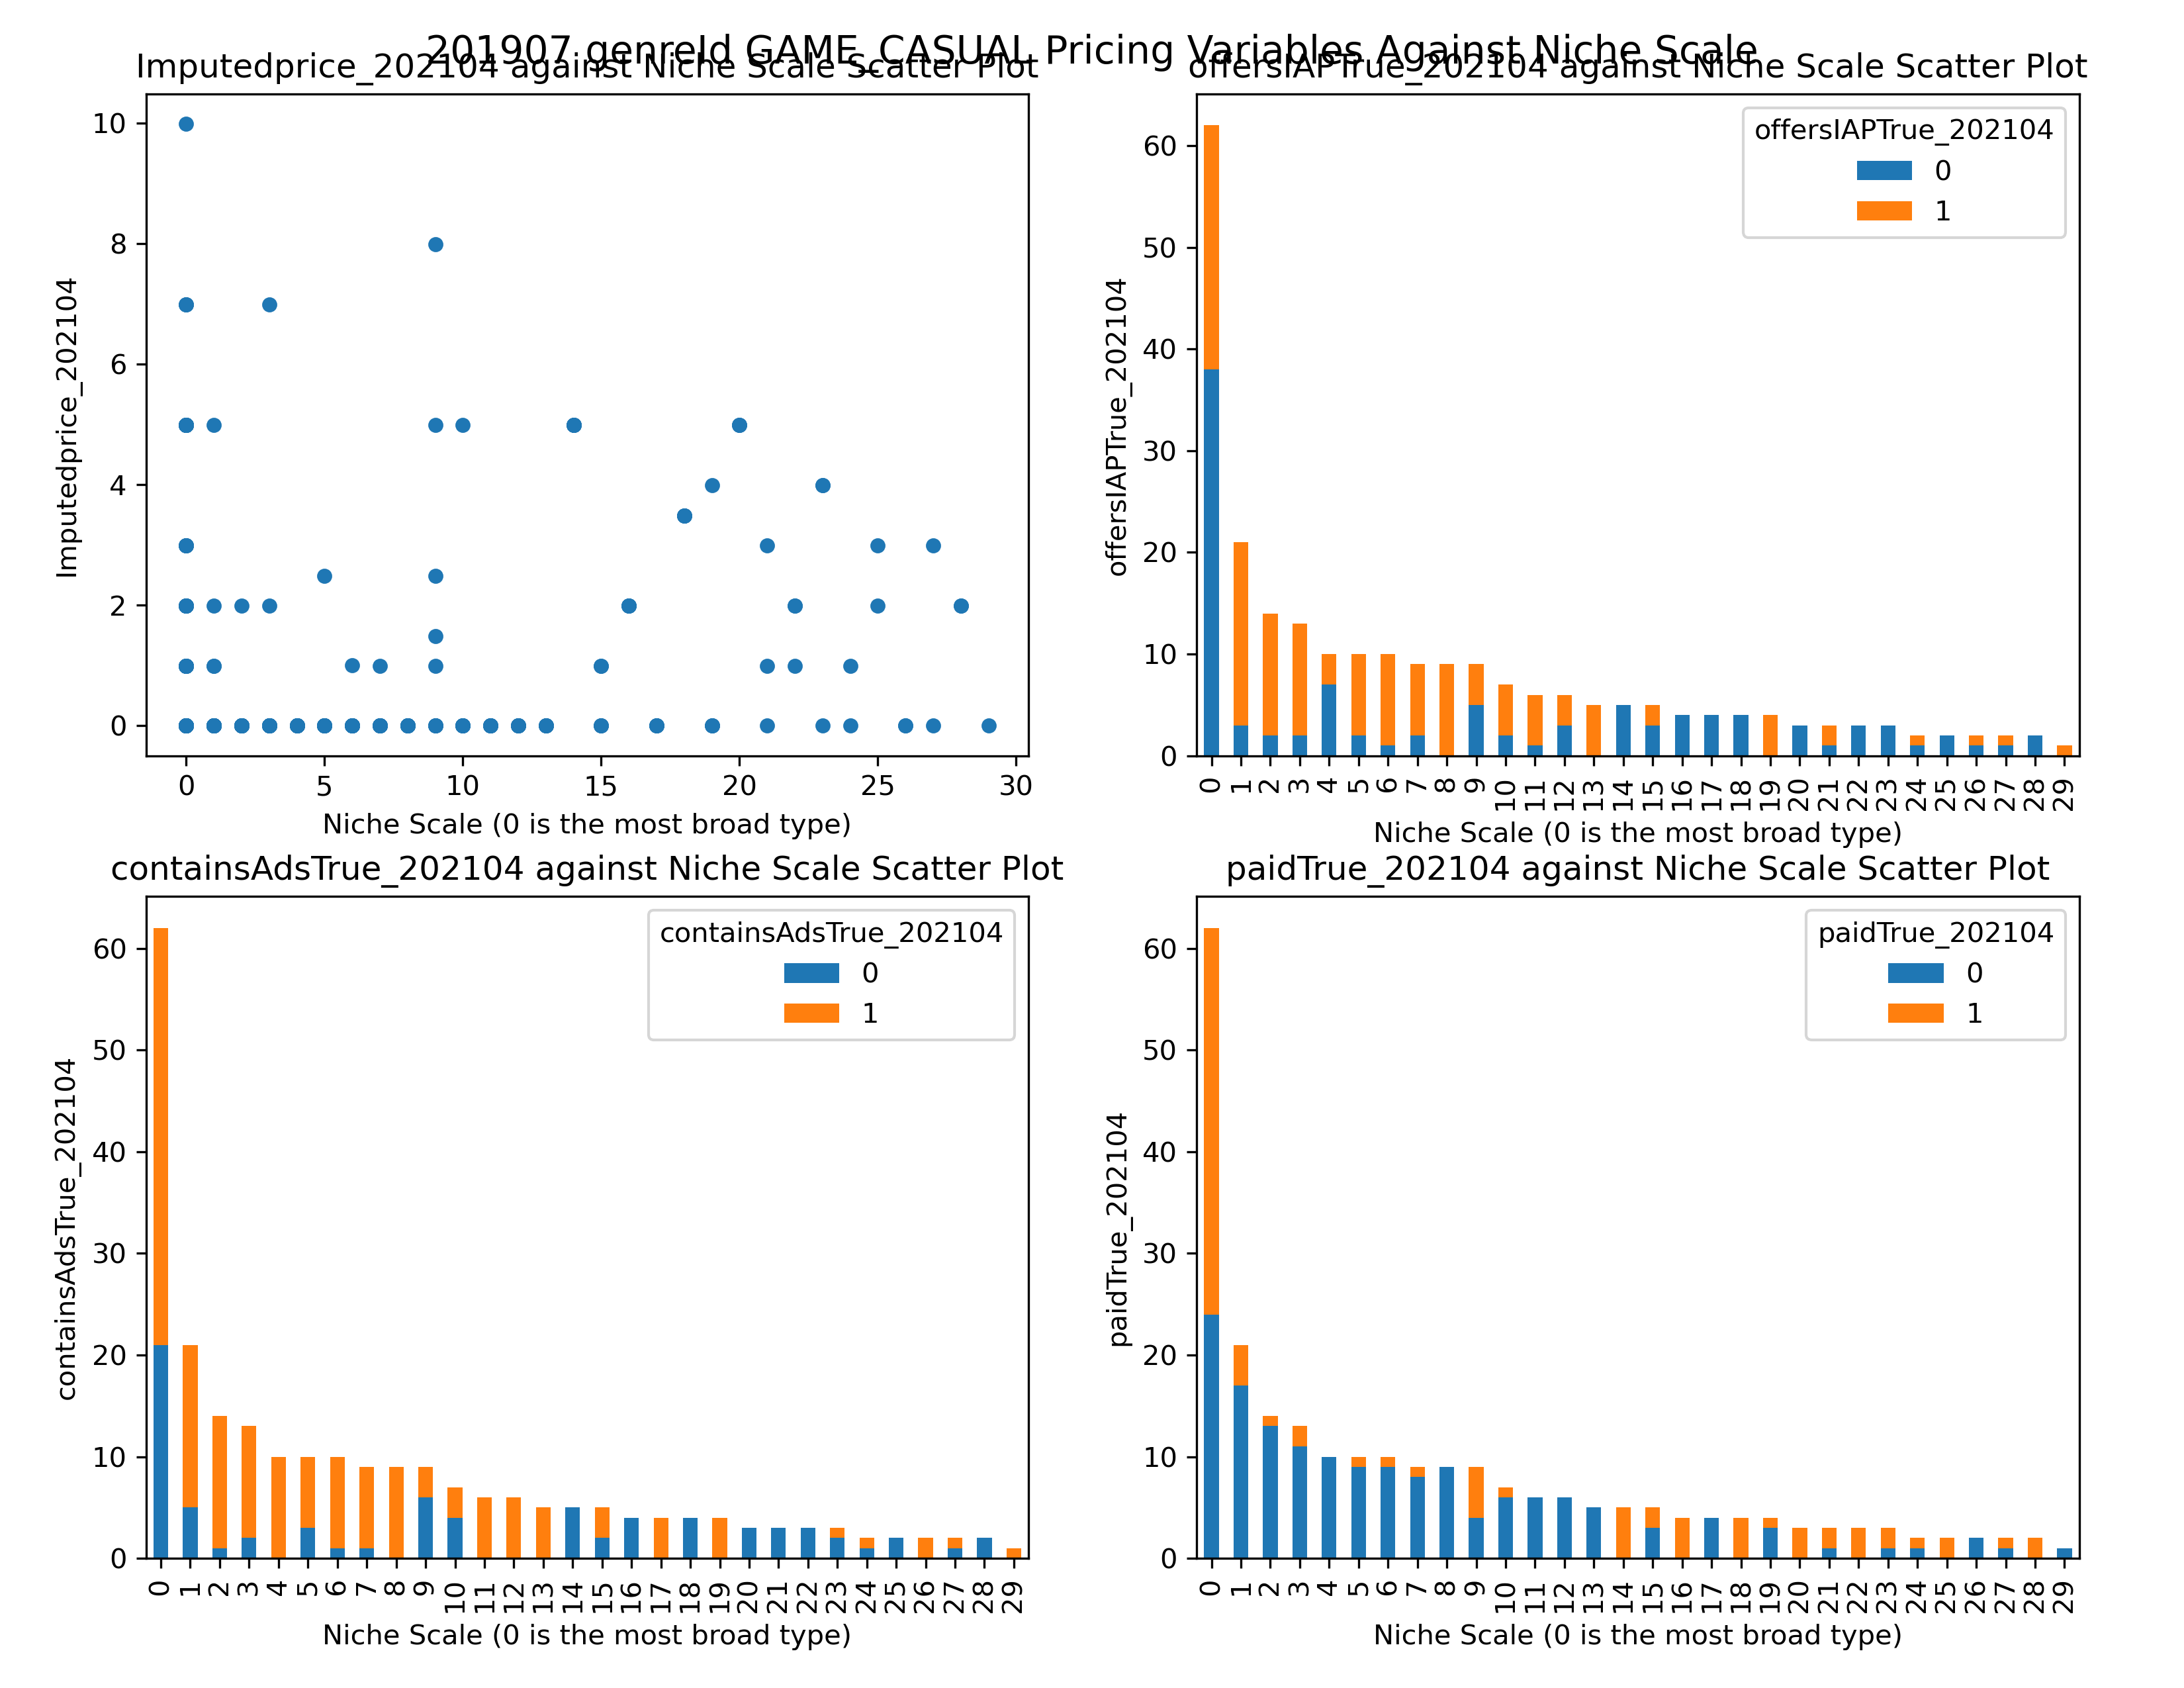 201907 genreId GAME_CASUAL Pricing Variables Against Niche Scale
Imputedprice_202104 against Niche Scale Scatter Plot
Imputedprice_202104
10
8
6
4
2
0
0 5 10 15 20 25 30
Niche Scale (0 is the most broad type)
offersIAPTrue_202104 against Niche Scale Scatter Plot
offersIAPTrue_202104
0
1
offersIAPTrue_202104
60
50
40
30
20
10
0
0 1 2 3 4 5 6 7 8 9 10 11 12 13 14 15 16 17 18 19 20 21 22 23 24 25 26 27 28 29
Niche Scale (0 is the most broad type)
containsAdsTrue_202104 against Niche Scale Scatter Plot
containsAdsTrue_202104
0
1
containsAdsTrue_202104
60
50
40
30
20
10
0
0 1 2 3 4 5 6 7 8 9 10 11 12 13 14 15 16 17 18 19 20 21 22 23 24 25 26 27 28 29
Niche Scale (0 is the most broad type)
paidTrue_202104 against Niche Scale Scatter Plot
paidTrue_202104
0
1
paidTrue_202104
60
50
40
30
20
10
0
0 1 2 3 4 5 6 7 8 9 10 11 12 13 14 15 16 17 18 19 20 21 22 23 24 25 26 27 28 29
Niche Scale (0 is the most broad type)